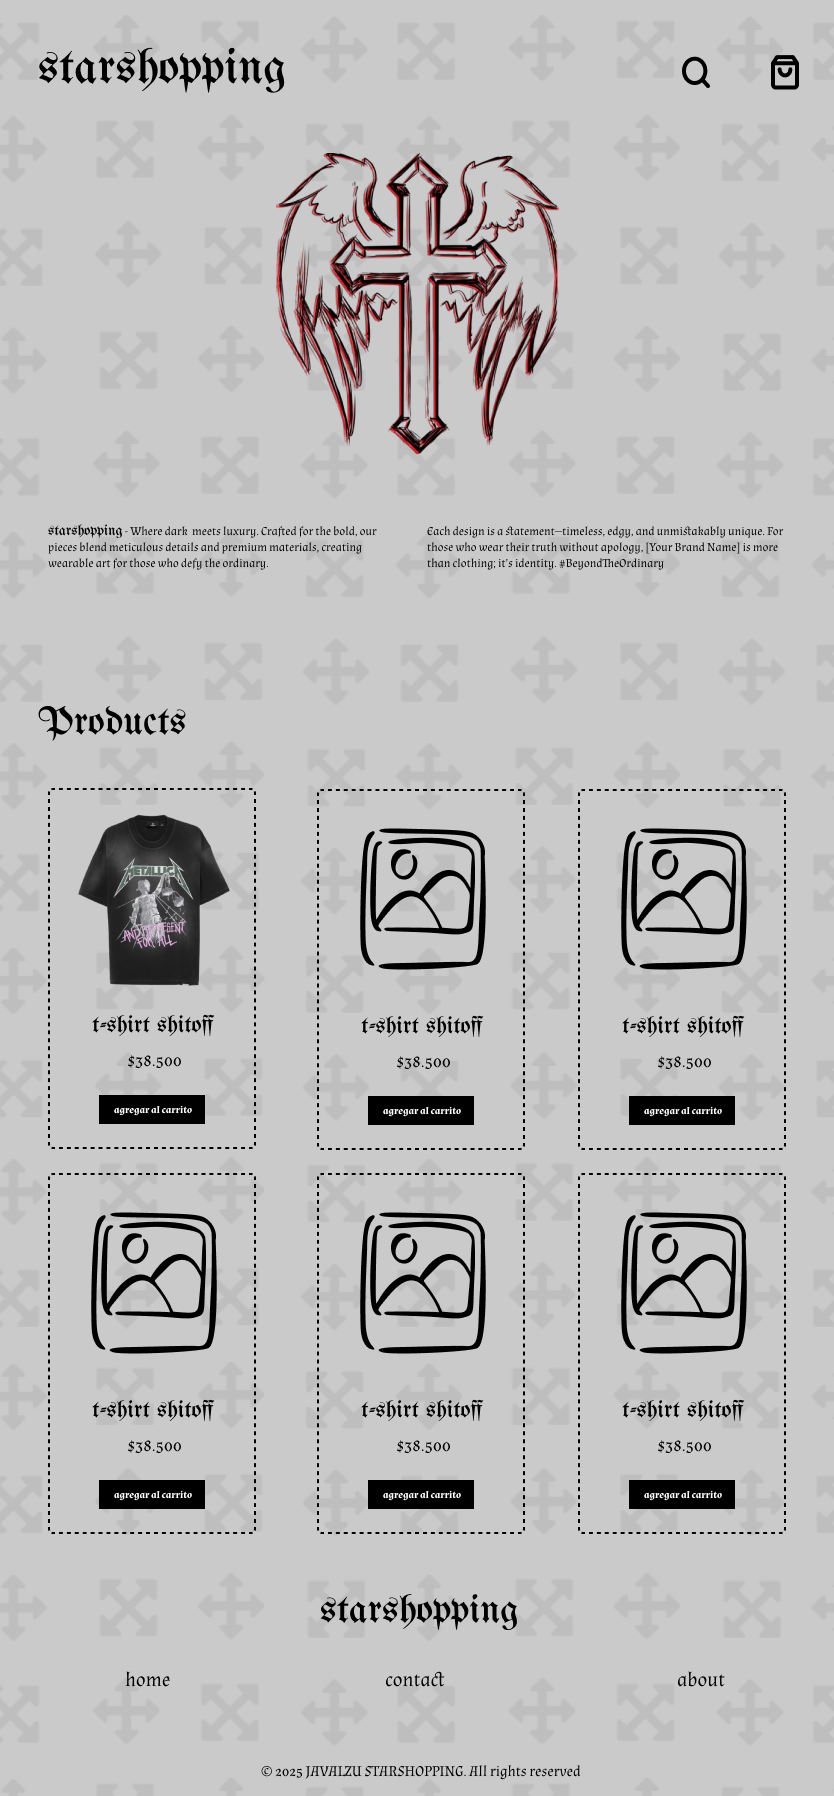 starshopping
starshopping - Where dark meets luxury. Crafted for the bold, our
pieces blend meticulous details and premium materials, creating
wearable art for those who defy the ordinary.
Each design is a statement—timeless, edgy, and unmistakably unique. For
those who wear their truth without apology, [Your Brand Name] is more
than clothing; it's identity. #BeyondTheOrdinary
Products
METALLICA
FOR ALL
t-shirt shitoff
$38.500
agregar al carrito
t-shirt shitoff
$38.500
agregar al carrito
t-shirt shitoff
$38.500
agregar al carrito
t-shirt shitoff
$38.500
agregar al carrito
t-shirt shitoff
$38.500
agregar al carrito
t-shirt shitoff
$38.500
agregar al carrito
starshopping
home
contact
about
© 2025 JAVALZU STARSHOPPING. All rights reserved